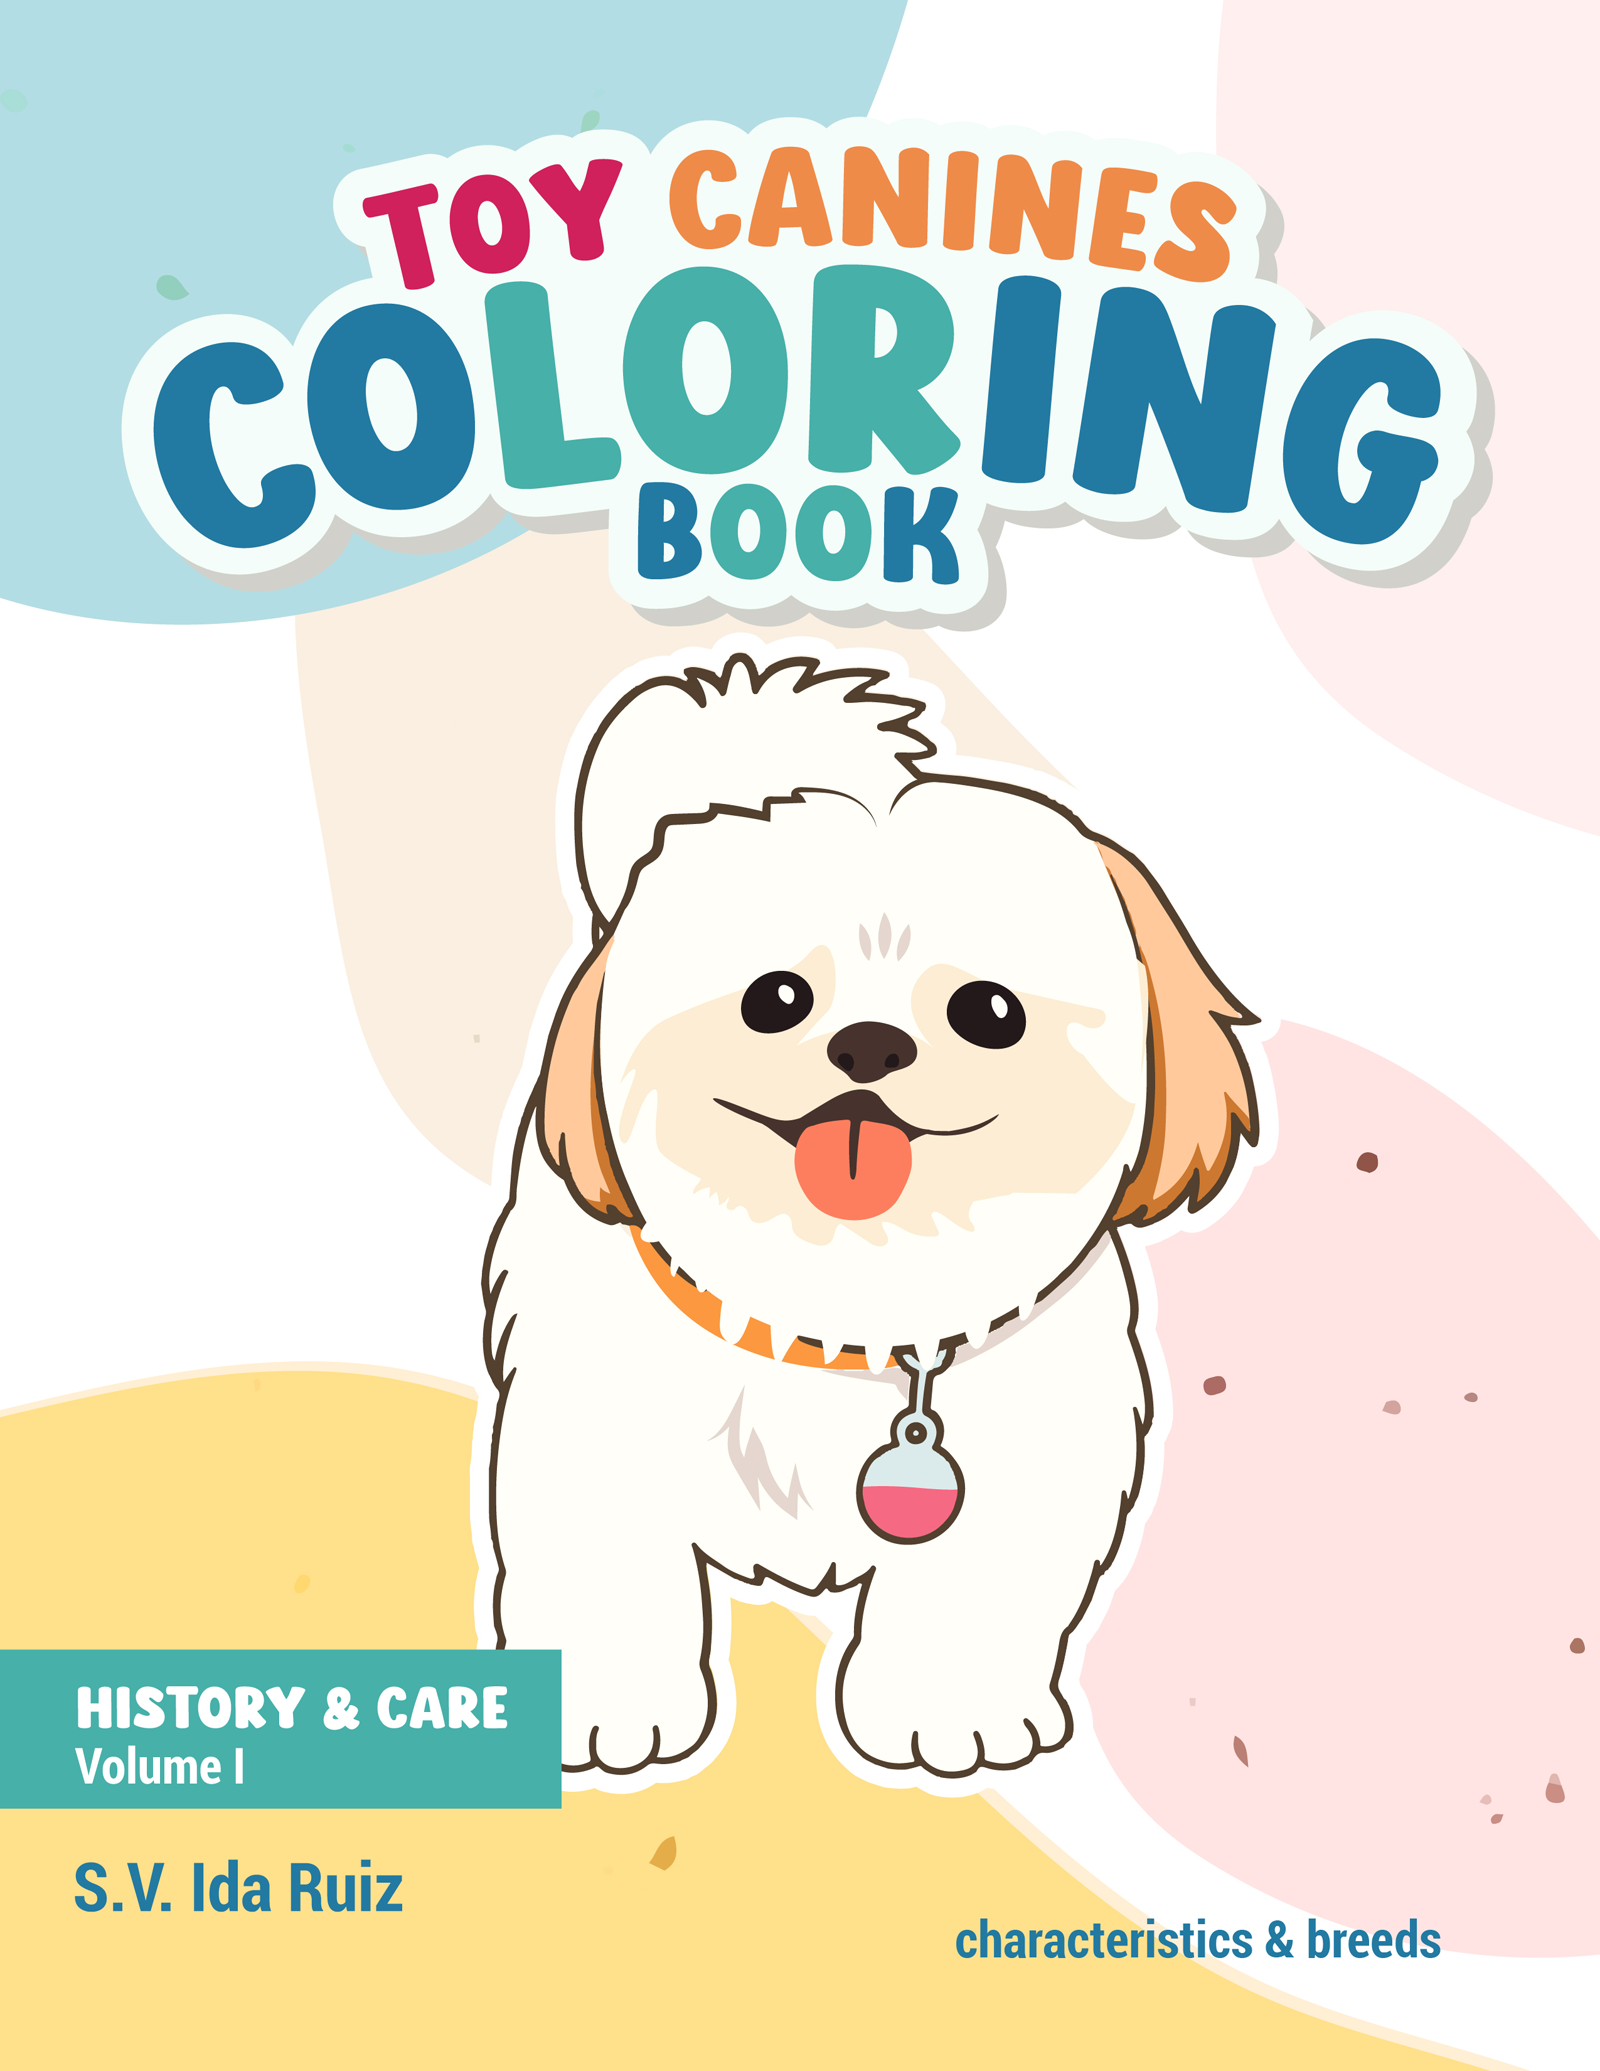 TOY CANINES
COLORING
BOOK
HISTORY & CARE
Volume I
S.V. Ida Ruiz
characteristics & breeds